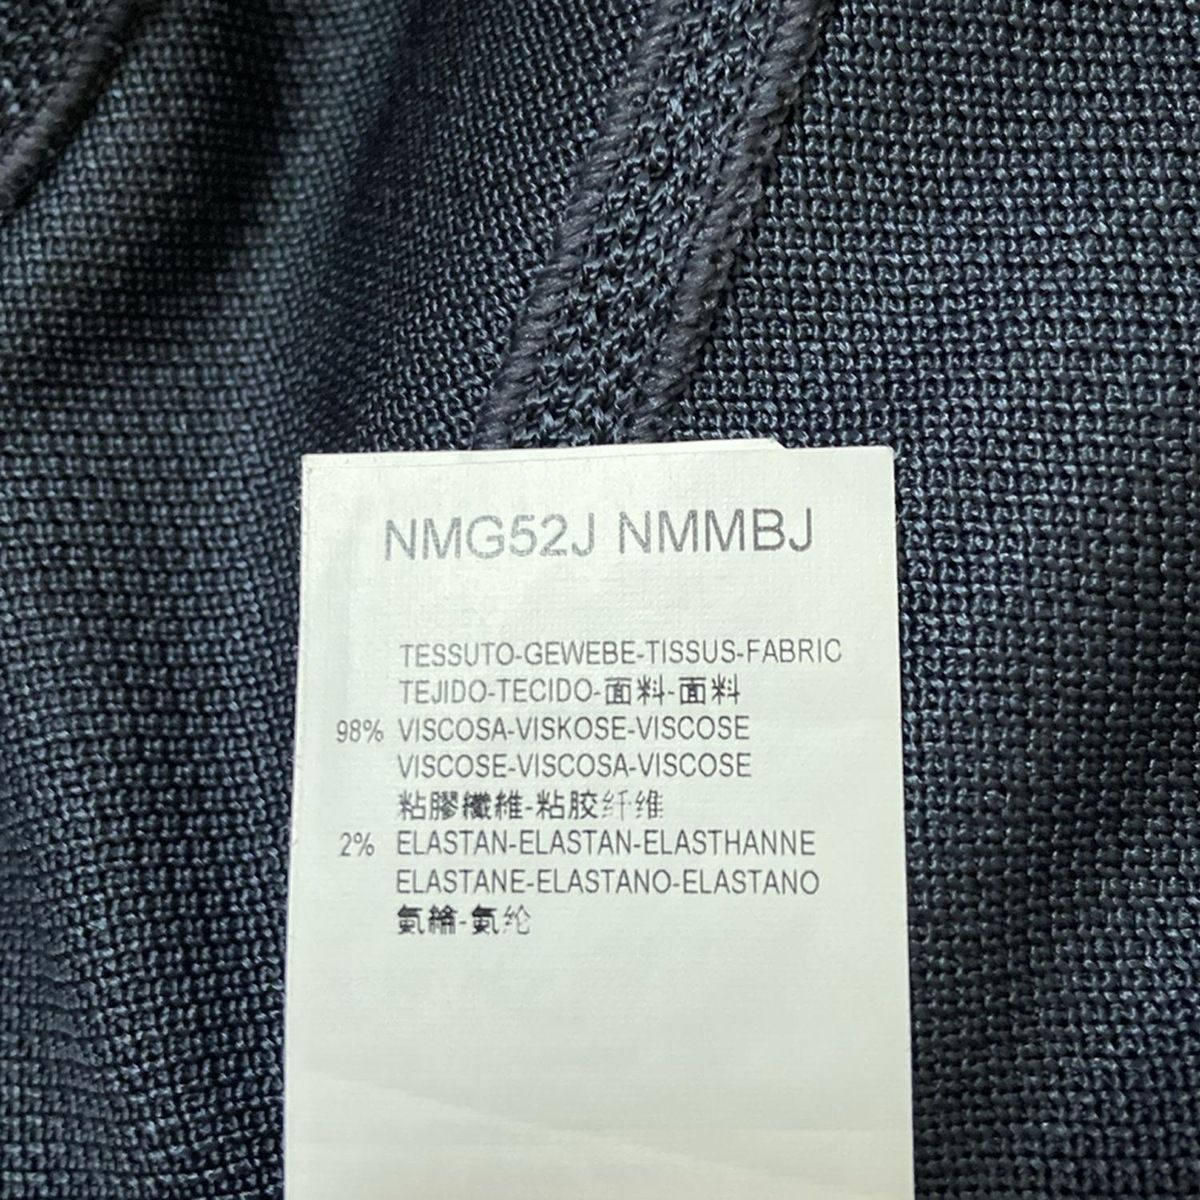 NMG52J NMMBJ
TESSUTO-GEWEBE-TISSUS-FABRIC
TEJIDO-TECIDO-面料-面料
98% VISCOSA-VISKOSE-VISCOSE
VISCOSE-VISCOSA-VISCOSE
粘膠纖維-粘胶纤维
2% ELASTAN-ELASTAN-ELASTHANNE
ELASTANE-ELASTANO-ELASTANO
氨綸-氨纶